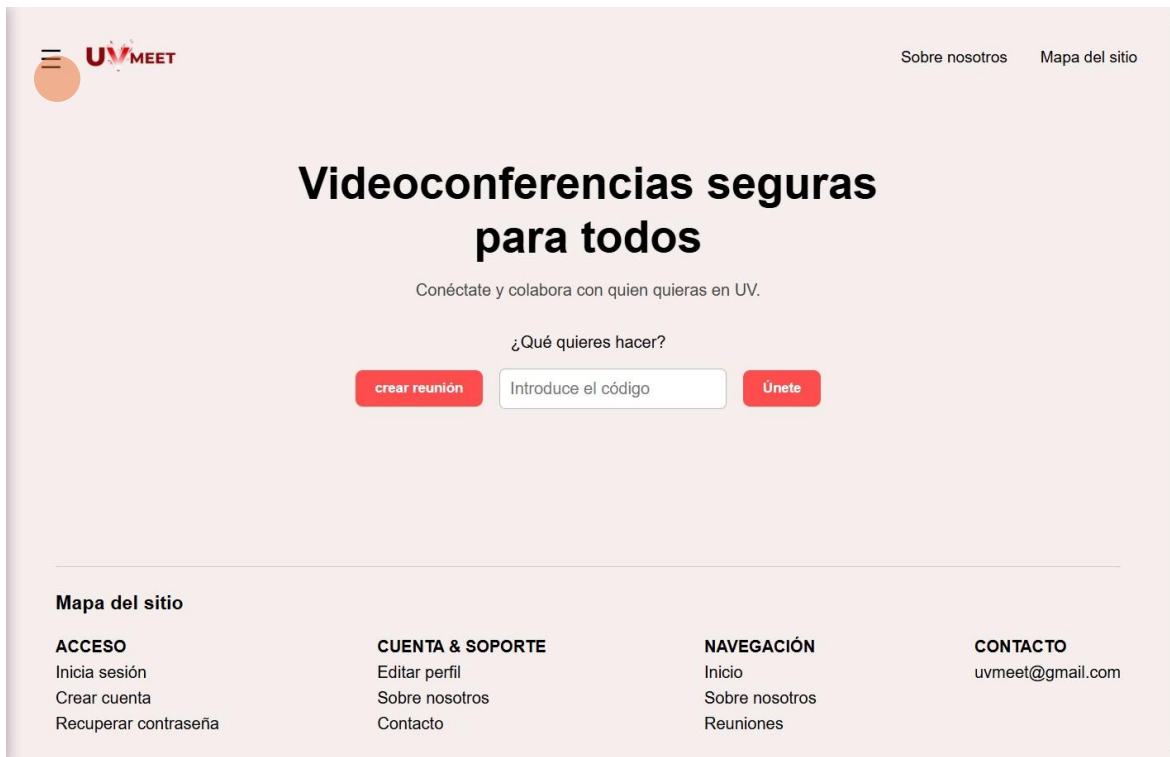 UVMEET
Sobre nosotros Mapa del sitio
Videoconferencias seguras
para todos
Conéctate y colabora con quien quieras en UV.
¿Qué quieres hacer?
crear reunión Introduce el código Únete
Mapa del sitio
ACCESO
Inicia sesión
Crear cuenta
Recuperar contraseña
CUENTA & SOPORTE
Editar perfil
Sobre nosotros
Contacto
NAVEGACIÓN
Inicio
Sobre nosotros
Reuniones
CONTACTO
uvmeet@gmail.com